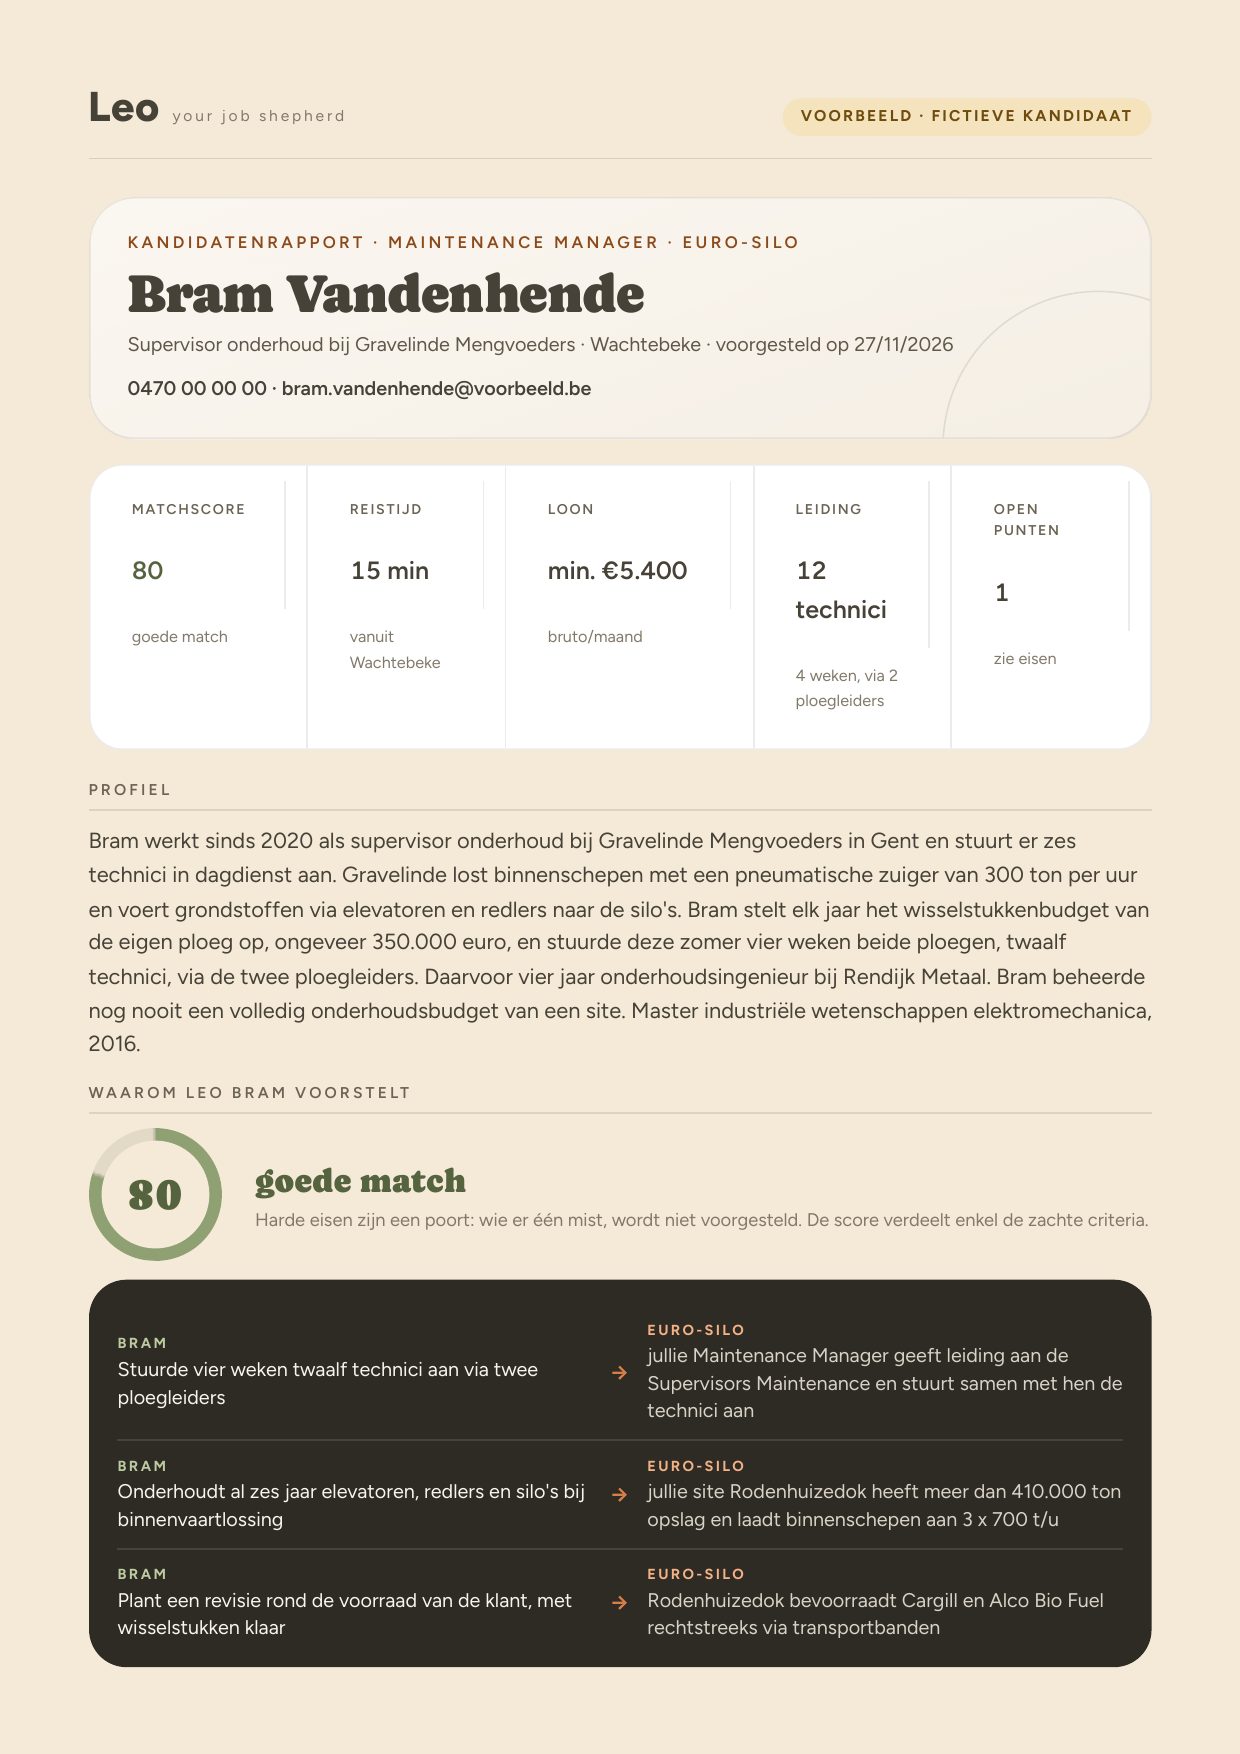 Leo your job shepherd
VOORBEELD · FICTIEVE KANDIDAAT
KANDIDATENRAPPORT · MAINTENANCE MANAGER · EURO-SILO
Bram Vandenhende
Supervisor onderhoud bij Gravelinde Mengvoeders · Wachtebeke · voorgesteld op 27/11/2026
0470 00 00 00 · bram.vandenhende@voorbeeld.be
MATCHSCORE
80
goede match
REISTIJD
15 min
vanuit
Wachtebeke
LOON
min. €5.400
bruto/maand
LEIDING
12
technici
4 weken, via 2
ploegleiders
OPEN
PUNTEN
1
zie eisen
PROFIEL
Bram werkt sinds 2020 als supervisor onderhoud bij Gravelinde Mengvoeders in Gent en stuurt er zes
technici in dagdienst aan. Gravelinde lost binnenschepen met een pneumatische zuiger van 300 ton per uur
en voert grondstoffen via elevatoren en redlers naar de silo's. Bram stelt elk jaar het wisselstukkenbudget van
de eigen ploeg op, ongeveer 350.000 euro, en stuurde deze zomer vier weken beide ploegen, twaalf
technici, via de twee ploegleiders. Daarvoor vier jaar onderhoudsingenieur bij Rendijk Metaal. Bram beheerde
nog nooit een volledig onderhoudsbudget van een site. Master industriële wetenschappen elektromechanica,
2016.
WAAROM LEO BRAM VOORSTELT
80
goede match
Harde eisen zijn een poort: wie er één mist, wordt niet voorgesteld. De score verdeelt enkel de zachte criteria.
BRAM
Stuurde vier weken twaalf technici aan via twee
ploegleiders
→
EURO-SILO
jullie Maintenance Manager geeft leiding aan de
Supervisors Maintenance en stuurt samen met hen de
technici aan
BRAM
Onderhoudt al zes jaar elevatoren, redlers en silo's bij
binnenvaartlossing
→
EURO-SILO
jullie site Rodenhuizedok heeft meer dan 410.000 ton
opslag en laadt binnenschepen aan 3 x 700 t/u
BRAM
Plant een revisie rond de voorraad van de klant, met
wisselstukken klaar
→
EURO-SILO
Rodenhuizedok bevoorraadt Cargill en Alco Bio Fuel
rechtstreeks via transportbanden